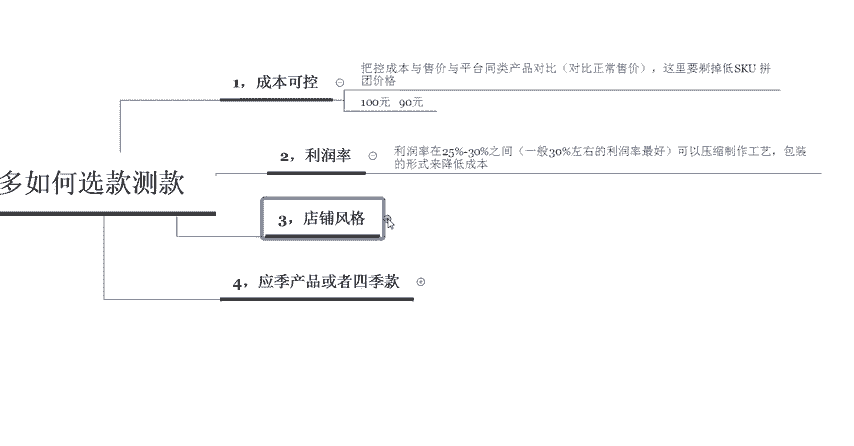 1，成本可控
把控成本与售价与平台同类产品对比（对比正常售价），这里要剔掉低SKU 拼
团价格
100元 90元
2，利润率
利润率在25%-30%之间（一般30%左右的利润率最好）可以压缩制作工艺，包装
的形式来降低成本
多如何选款测款
3，店铺风格
4，应季产品或者四季款